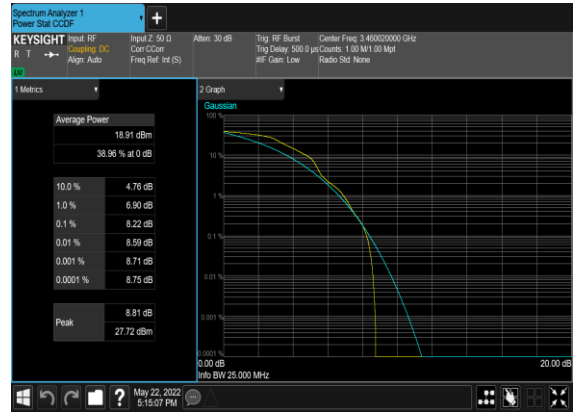 Spectrum Analyzer 1
Power Stat CCDF
KEYSIGHT
R T
LXI
Input: RF
Coupling: DC
Align: Auto
Input Z: 50 Ω
Corr CCorr
Freq Ref: Int (S)
Atten: 30 dB
Trig: RF Burst
Trig Delay: 500.0 µs
#IF Gain: Low
Center Freq: 3.460020000 GHz
Counts: 1.00 M/1.00 Mpt
Radio Std: None
1 Metrics
Average Power
18.91 dBm
38.96 % at 0 dB
10.0 % 4.76 dB
1.0 % 6.90 dB
0.1 % 8.22 dB
0.01 % 8.59 dB
0.001 % 8.71 dB
0.0001 % 8.75 dB
Peak
8.81 dB
27.72 dBm
2 Graph
Gaussian
100 %
10 %
1 %
0.1 %
0.01 %
0.001 %
0.0001 %
0.00 dB
20.00 dB
Info BW 25.000 MHz
?
May 22, 2022
5:15:07 PM